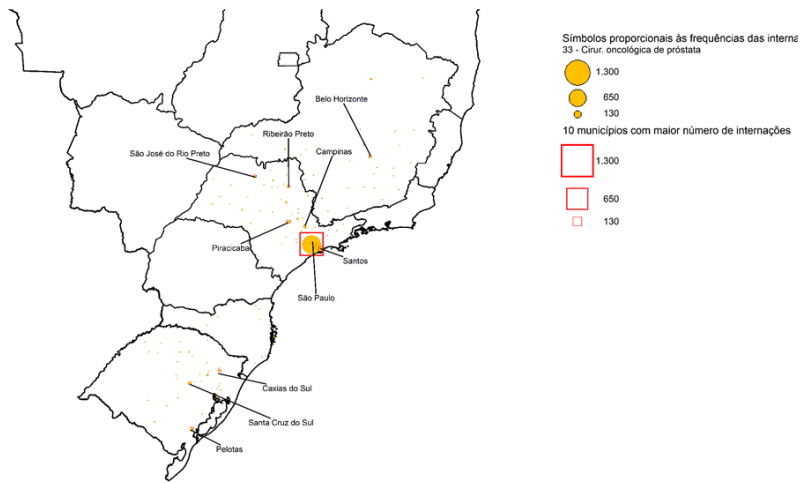 Símbolos proporcionais às frequências das interna
33 - Cirur. oncológica de próstata
1.300
650
130
10 municípios com maior número de internações
1.300
650
130
Belo Horizonte
Ribeirão Preto
São José do Rio Preto
Campinas
Piracicaba
Santos
São Paulo
Caxias do Sul
Santa Cruz do Sul
Pelotas